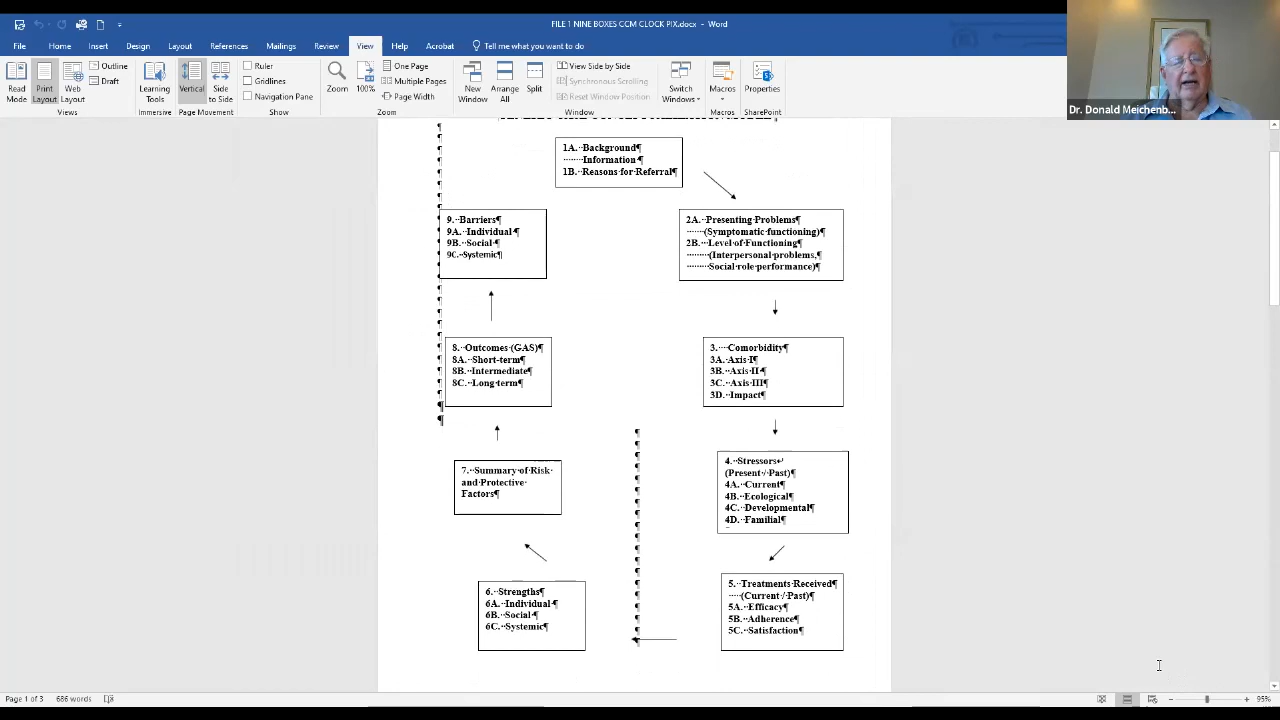 FILE 1 NINE BOXES CCM CLOCK PIX.docx - Word
File Home Insert Design Layout References Mailings Review View Help Acrobat Tell me what you want to do
Read Mode
Print Layout
Web Layout
Outline
Draft
Views
Learning Tools
Immersive
Vertical
Side to Side
Page Movement
Ruler
Gridlines
Navigation Pane
Show
Zoom
100%
One Page
Multiple Pages
Page Width
Zoom
New Window
Arrange All
Split
View Side by Side
Synchronous Scrolling
Reset Window Position
Window
Switch Windows
Macros
Macros
Properties
SharePoint
Dr. Donald Meichenb...
1A. Background
Information
1B. Reasons for Referral
2A. Presenting Problems
(Symptomatic functioning)
2B. Level of Functioning
(Interpersonal problems,
Social role performance)
3. Comorbidity
3A. Axis I
3B. Axis II
3C. Axis III
3D. Impact
4. Stressors
(Present / Past)
4A. Current
4B. Ecological
4C. Developmental
4D. Familial
5. Treatments Received
(Current / Past)
5A. Efficacy
5B. Adherence
5C. Satisfaction
6. Strengths
6A. Individual
6B. Social
6C. Systemic
7. Summary of Risk
and Protective
Factors
8. Outcomes (GAS)
8A. Short-term
8B. Intermediate
8C. Long term
9. Barriers
9A. Individual
9B. Social
9C. Systemic
Page 1 of 3 686 words 95%